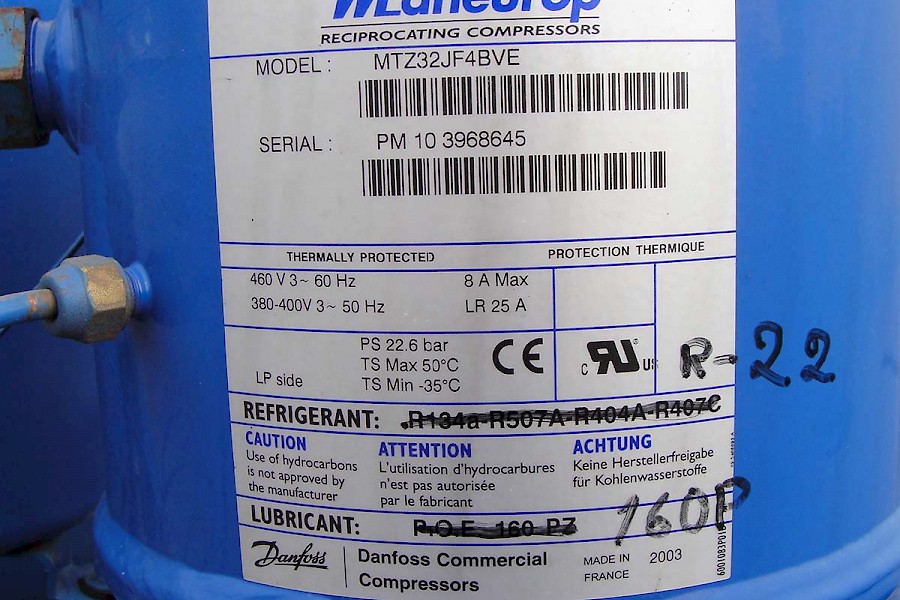 Maneurop
RECIPROCATING COMPRESSORS
MODEL : MTZ32JF4BVE
SERIAL : PM 10 3968645
THERMALLY PROTECTED PROTECTION THERMIQUE
460 V 3~ 60 Hz 8 A Max
380-400V 3~ 50 Hz LR 25 A
PS 22.6 bar
TS Max 50°C
LP side TS Min -35°C
CE
c RU us
R-22
REFRIGERANT: R134a-R507A-R404A-R407C
CAUTION
Use of hydrocarbons
is not approved by
the manufacturer
ATTENTION
L'utilisation d'hydrocarbures
n'est pas autorisée
par le fabricant
ACHTUNG
Keine Herstellerfreigabe
für Kohlenwasserstoffe
LUBRICANT: P.O.E. 160 PZ 160P
Danfoss
Danfoss Commercial
Compressors
MADE IN
FRANCE
2003